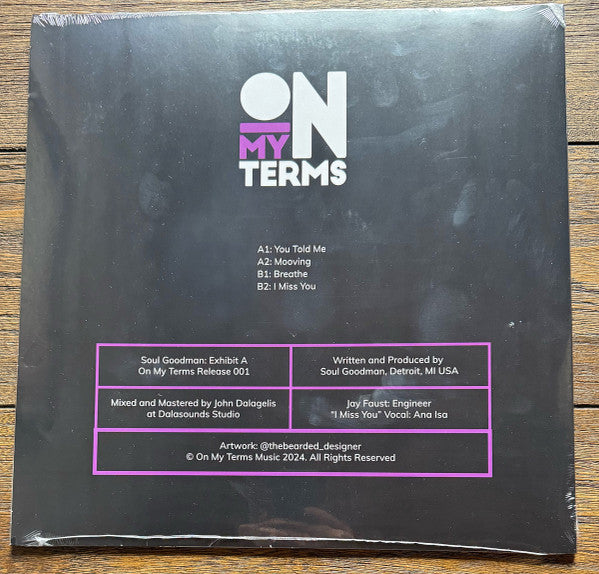 ON
MY
TERMS
A1: You Told Me
A2: Mooving
B1: Breathe
B2: I Miss You
Soul Goodman: Exhibit A
On My Terms Release 001
Written and Produced by
Soul Goodman, Detroit, MI USA
Mixed and Mastered by John Dalagelis
at Dalasounds Studio
Jay Faust: Engineer
“I Miss You” Vocal: Ana Isa
Artwork: @thebearded_designer
© On My Terms Music 2024. All Rights Reserved